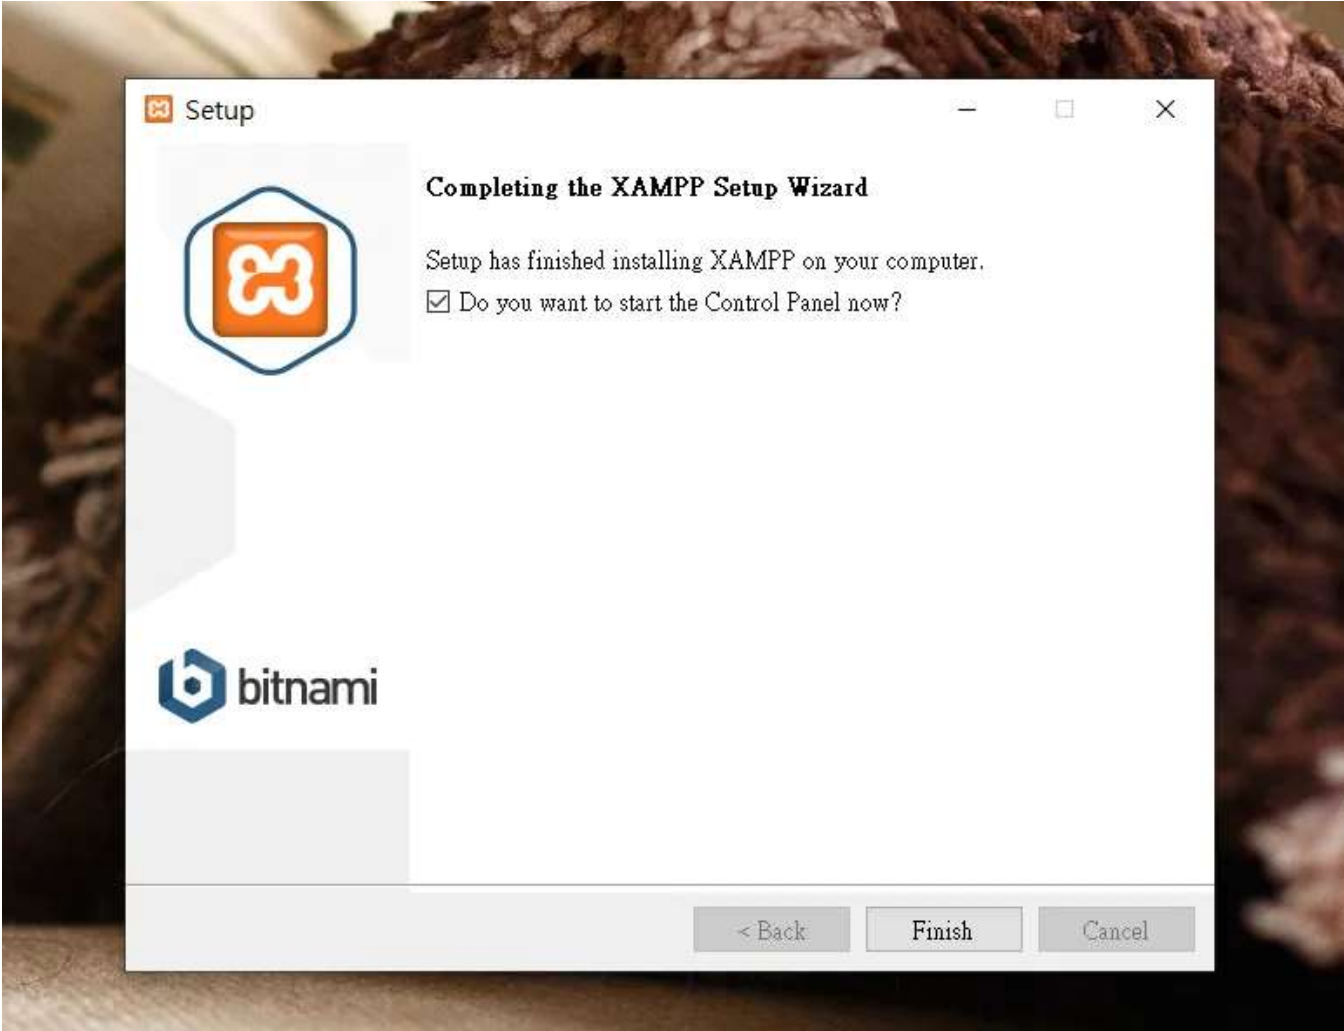 Setup
Completing the XAMPP Setup Wizard
Setup has finished installing XAMPP on your computer.
Do you want to start the Control Panel now?
bitnami
< Back
Finish
Cancel